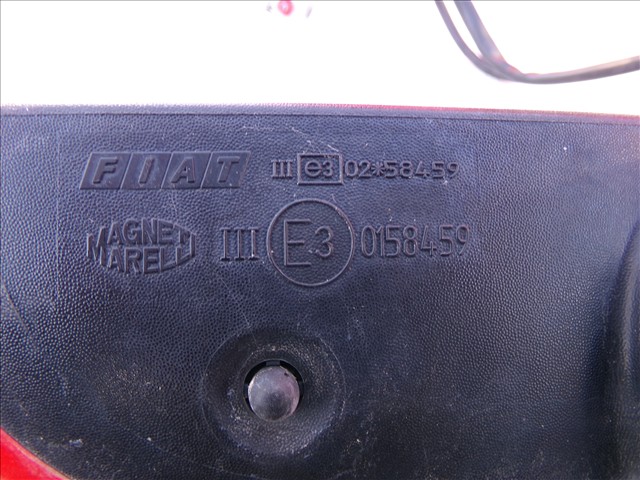 FIAT III e3 02*58459
MAGNETI MARELLI III E3 0158459